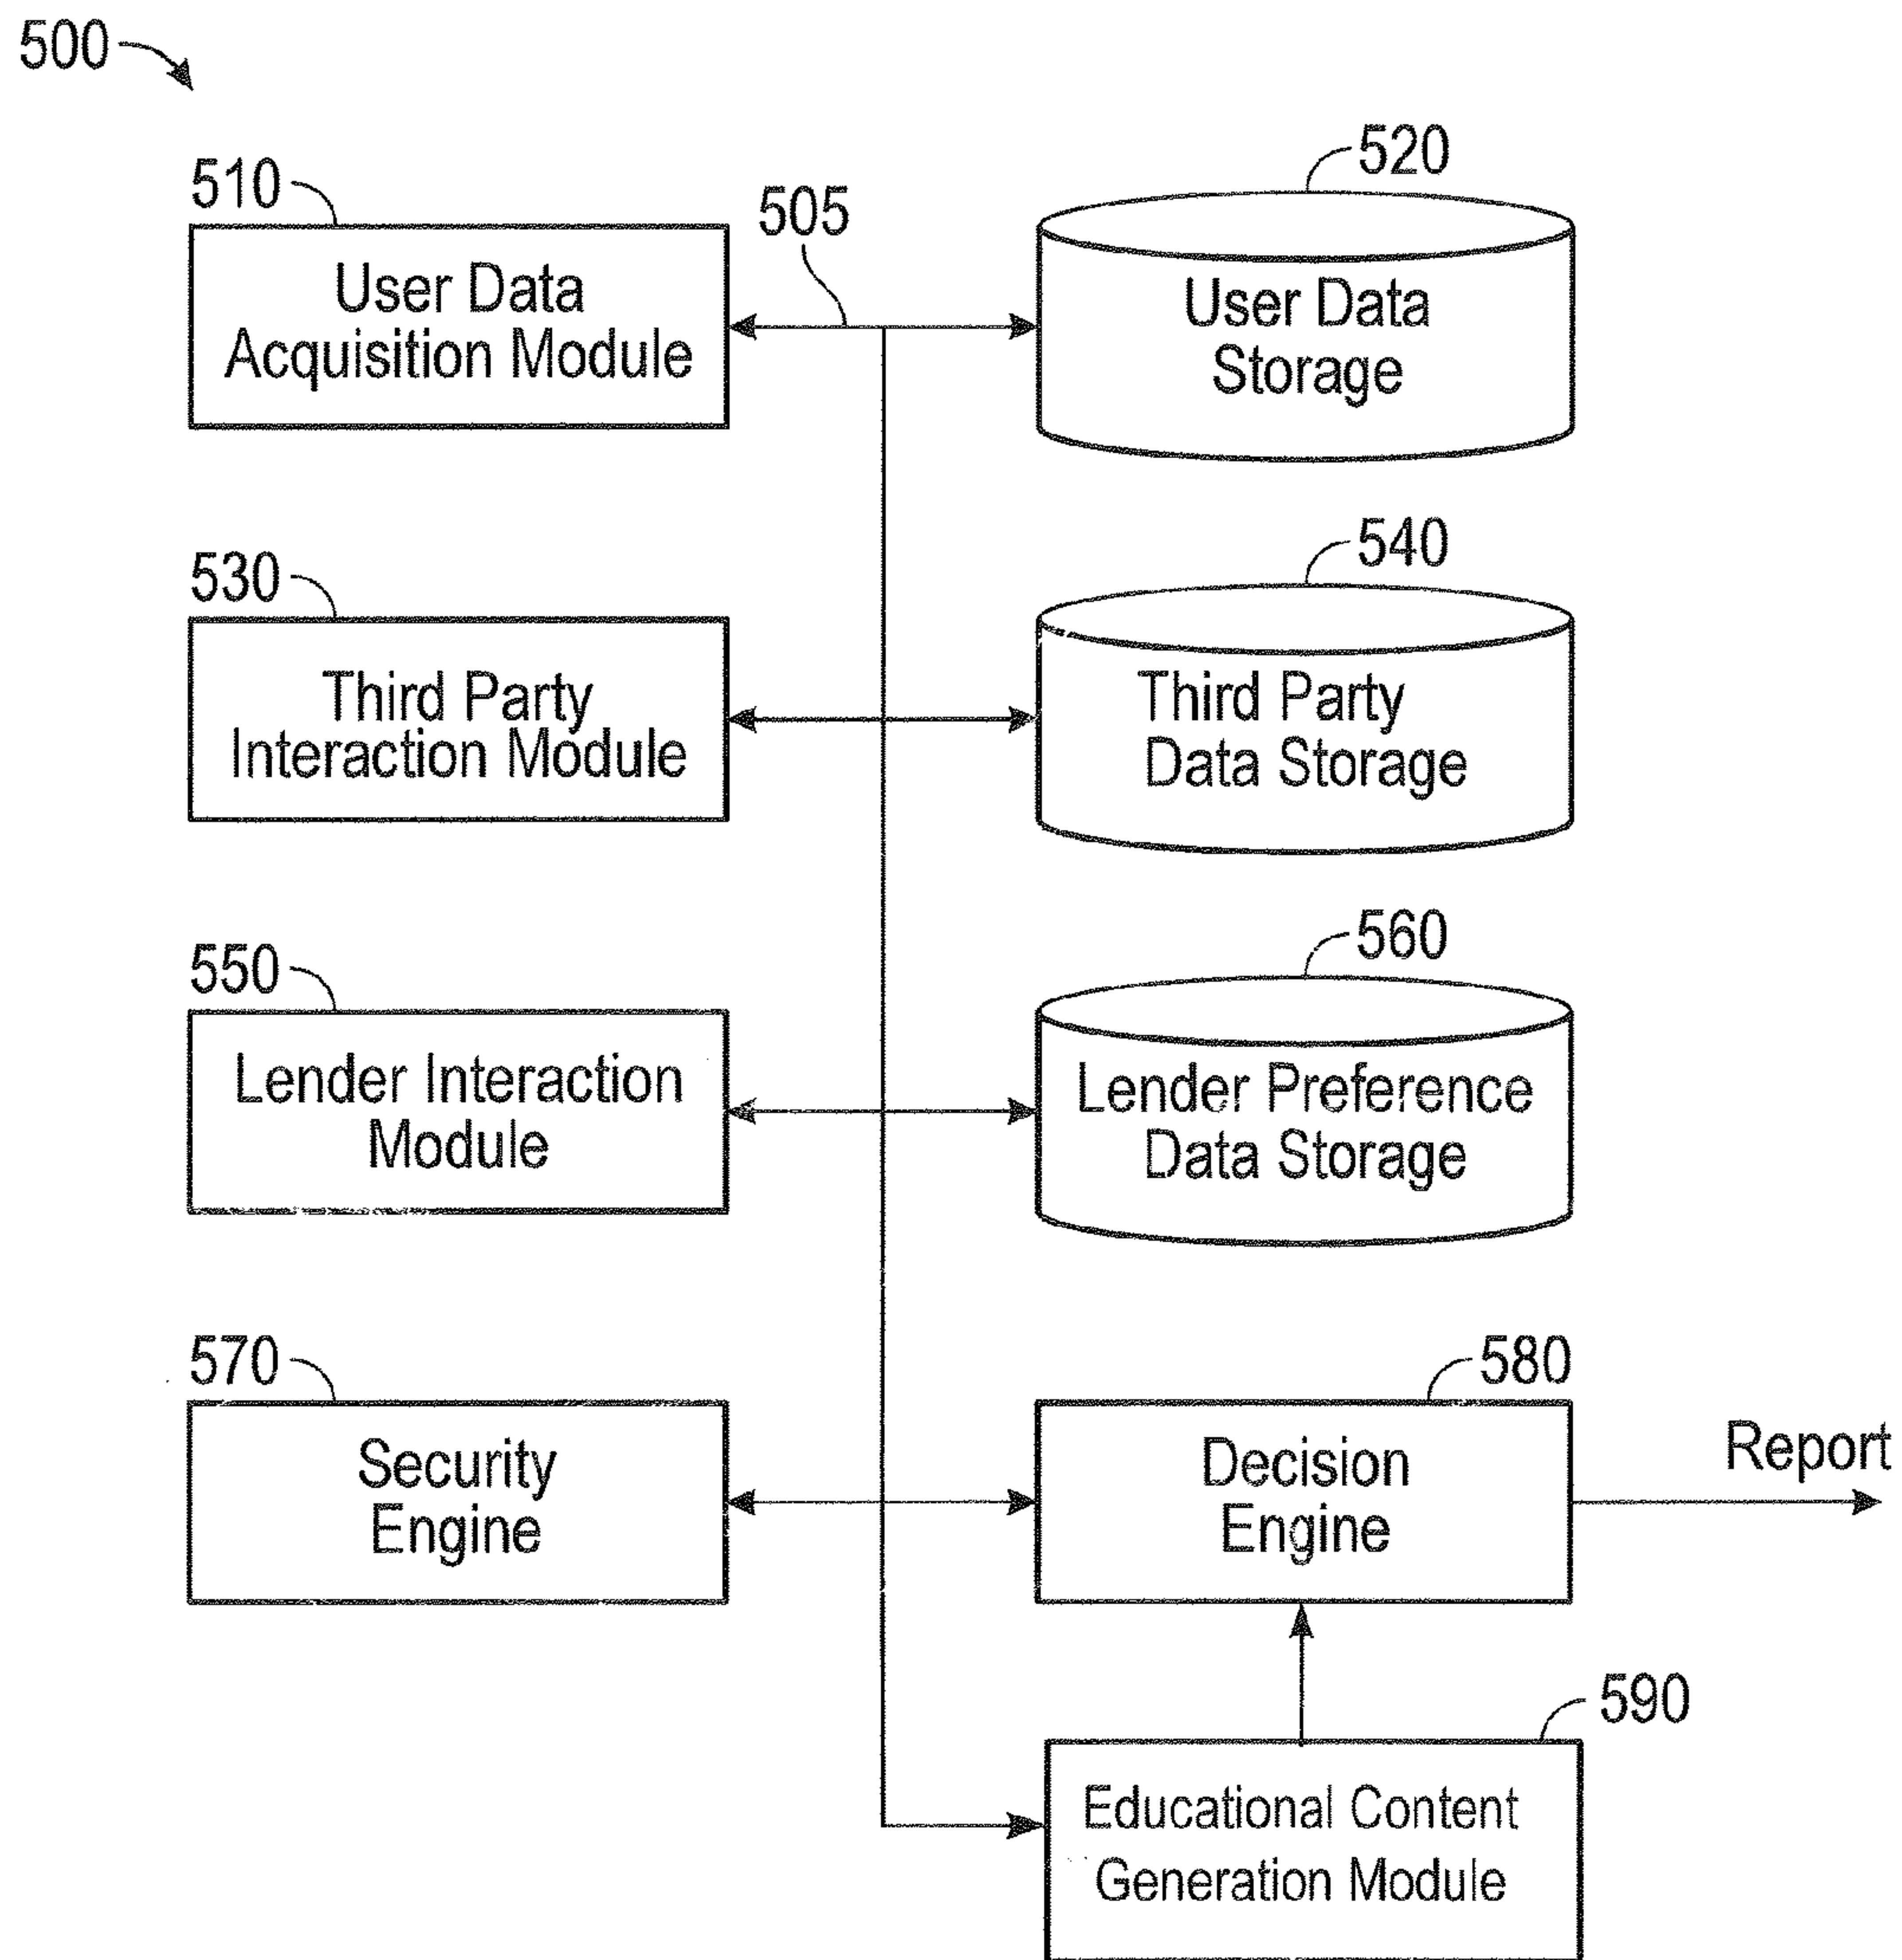 500
510
User Data
Acquisition Module
505
520
User Data
Storage
530
Third Party
Interaction Module
540
Third Party
Data Storage
550
Lender Interaction
Module
560
Lender Preference
Data Storage
570
Security
Engine
580
Decision
Engine
Report
590
Educational Content
Generation Module